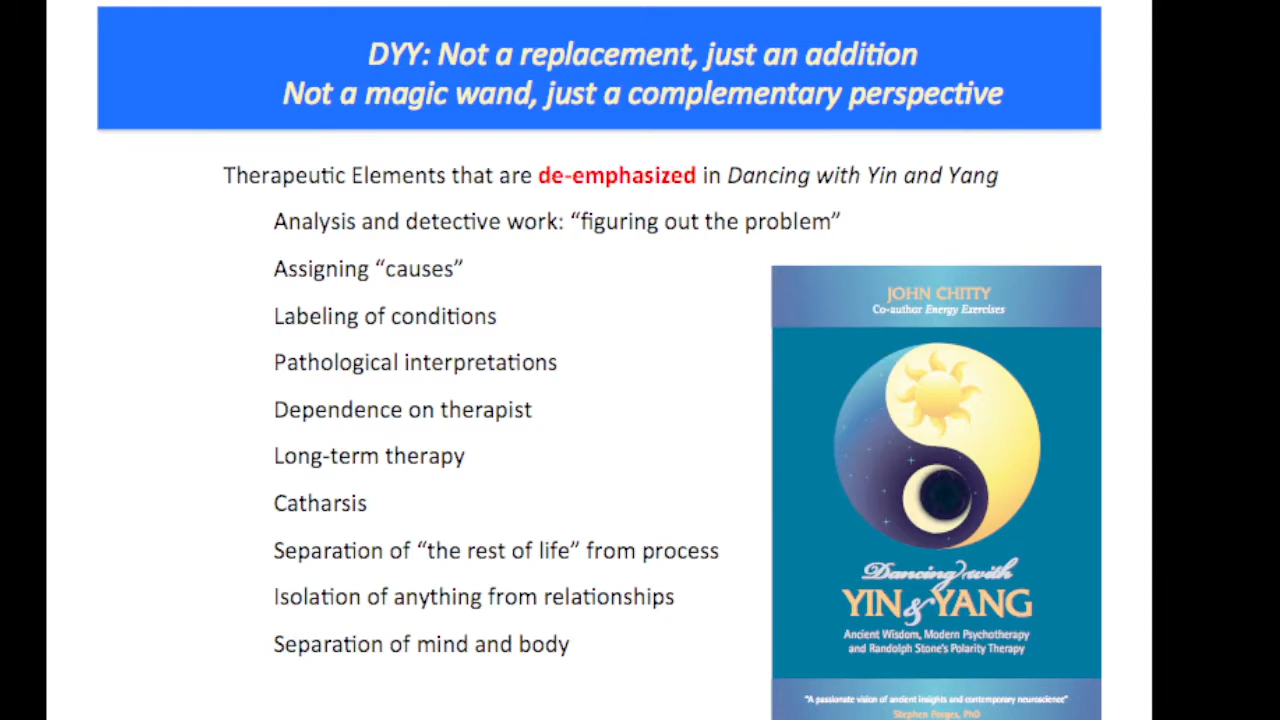 DYY: Not a replacement, just an addition
Not a magic wand, just a complementary perspective
Therapeutic Elements that are de-emphasized in Dancing with Yin and Yang
Analysis and detective work: “figuring out the problem”
Assigning “causes”
Labeling of conditions
Pathological interpretations
Dependence on therapist
Long-term therapy
Catharsis
Separation of “the rest of life” from process
Isolation of anything from relationships
Separation of mind and body
JOHN CHITTY
Co-author Energy Exercises
Dancing with
YIN & YANG
Ancient Wisdom, Modern Psychotherapy
and Randolph Stone's Polarity Therapy
"A passionate vision of ancient insights and contemporary neuroscience"
Stephen Porges, PhD